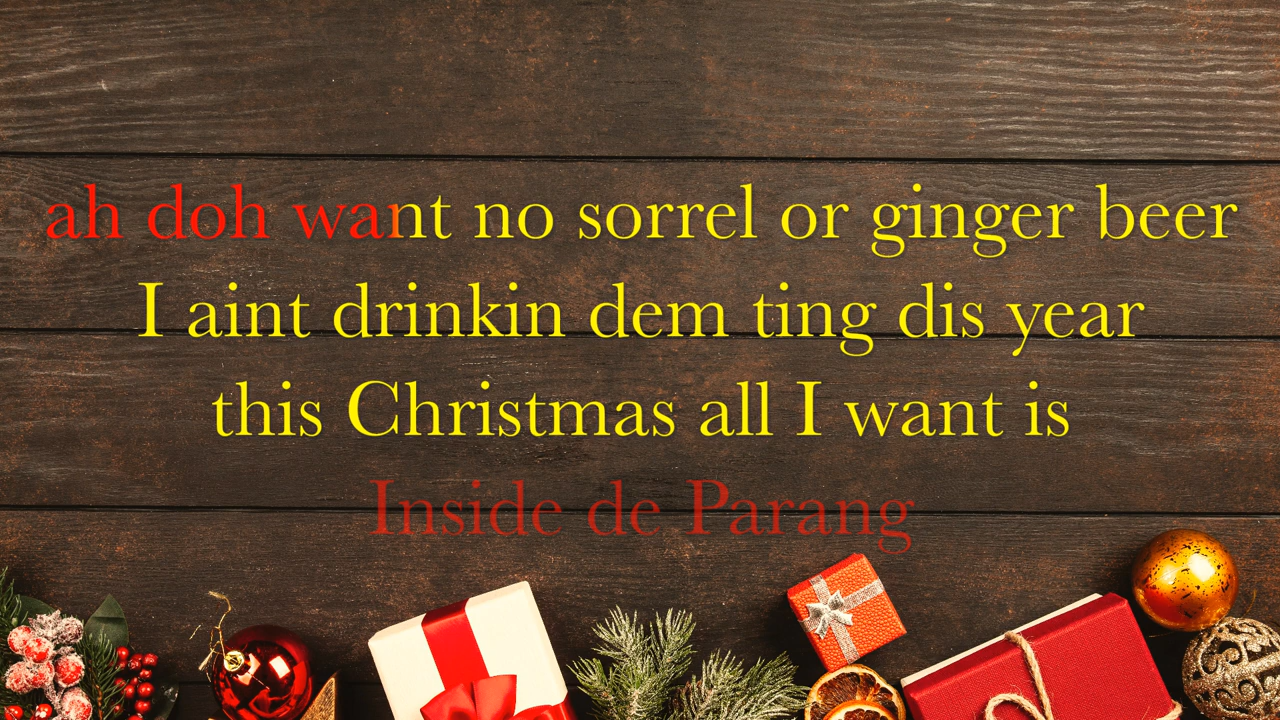 ah doh want no sorrel or ginger beer
I aint drinkin dem ting dis year
this Christmas all I want is
Inside de Parang